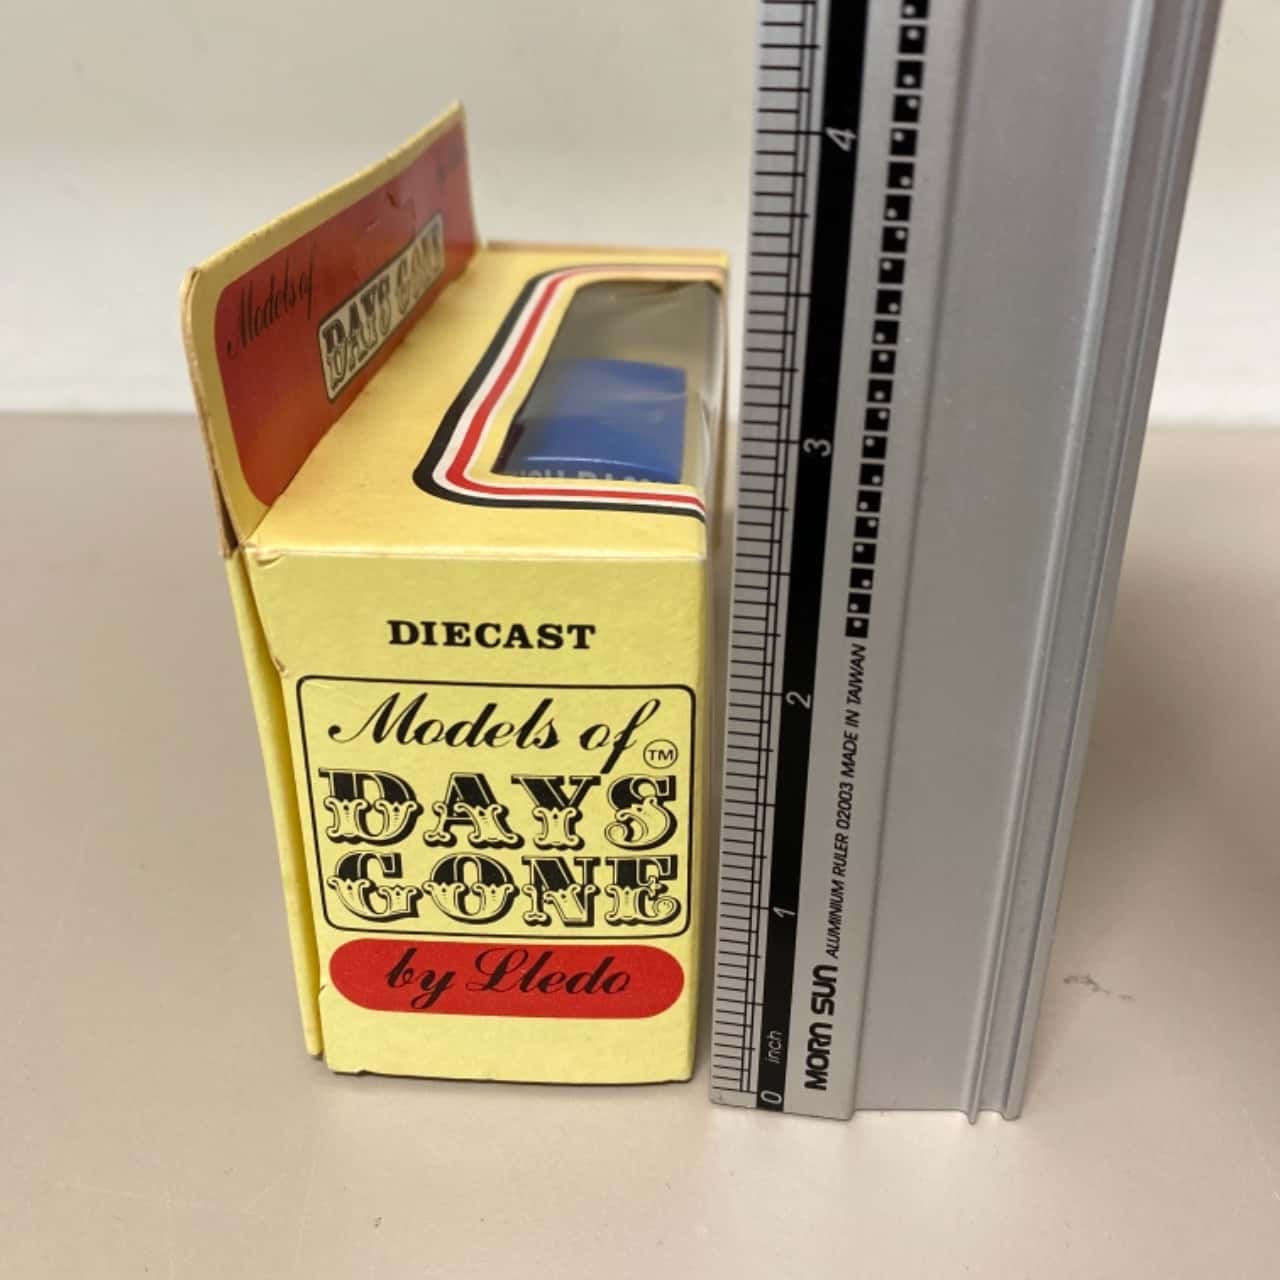 Models of
DAYS GONE
DIECAST
Models of
TM
DAYS
GONE
by Lledo
4
3
2
1
0 inch
MORN SUN ALUMINIUM RULER 02003 MADE IN TAIWAN